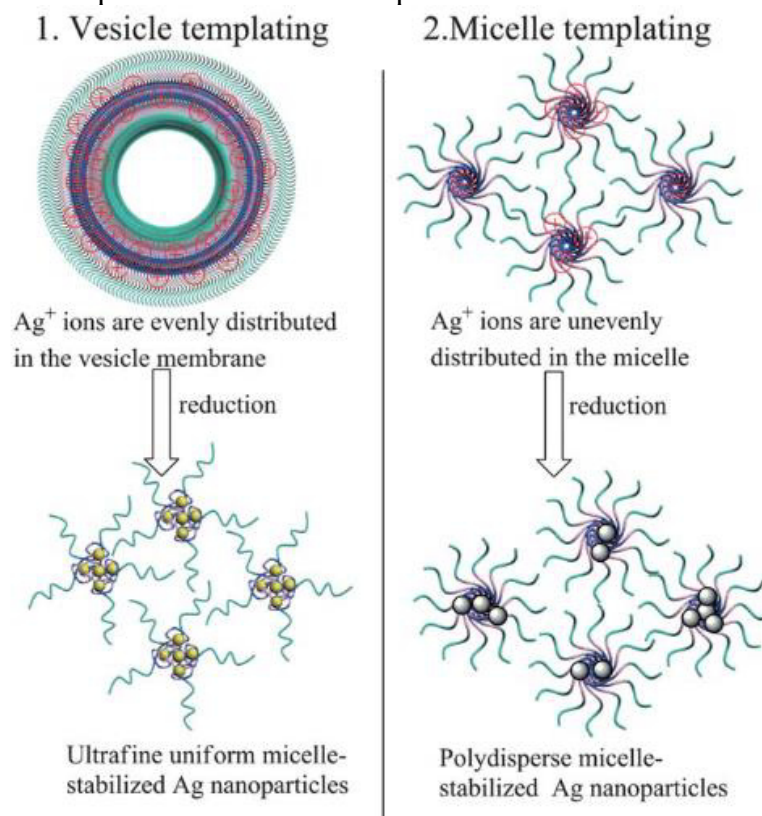 1. Vesicle templating
2.Micelle templating
Ag⁺ ions are evenly distributed
in the vesicle membrane
Ag⁺ ions are unevenly
distributed in the micelle
reduction
reduction
Ultrafine uniform micelle-
stabilized Ag nanoparticles
Polydisperse micelle-
stabilized Ag nanoparticles